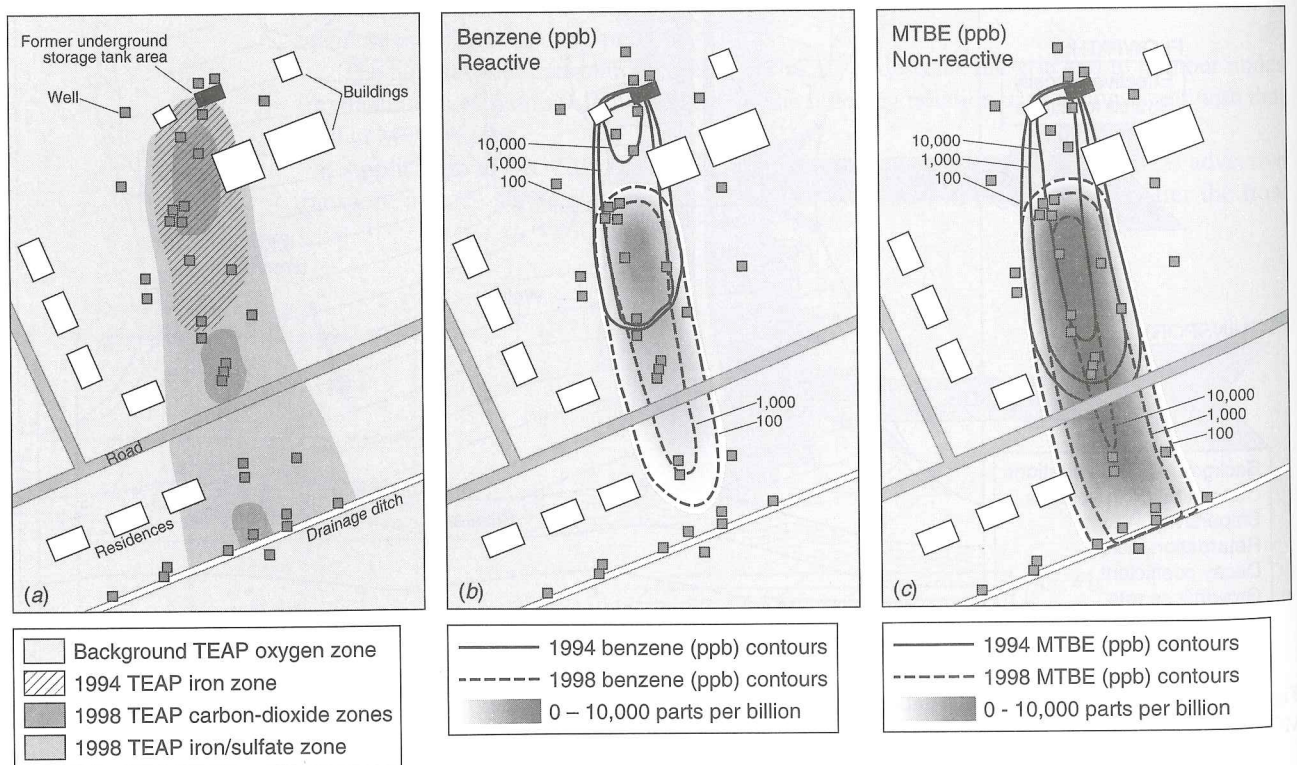 Former underground
storage tank area
Well
Buildings
Road
Residences
Drainage ditch
(a)
Benzene (ppb)
Reactive
10,000
1,000
100
1,000
100
(b)
MTBE (ppb)
Non-reactive
10,000
1,000
100
10,000
1,000
100
(c)
Background TEAP oxygen zone
1994 TEAP iron zone
1998 TEAP carbon-dioxide zones
1998 TEAP iron/sulfate zone
1994 benzene (ppb) contours
1998 benzene (ppb) contours
0 – 10,000 parts per billion
1994 MTBE (ppb) contours
1998 MTBE (ppb) contours
0 - 10,000 parts per billion